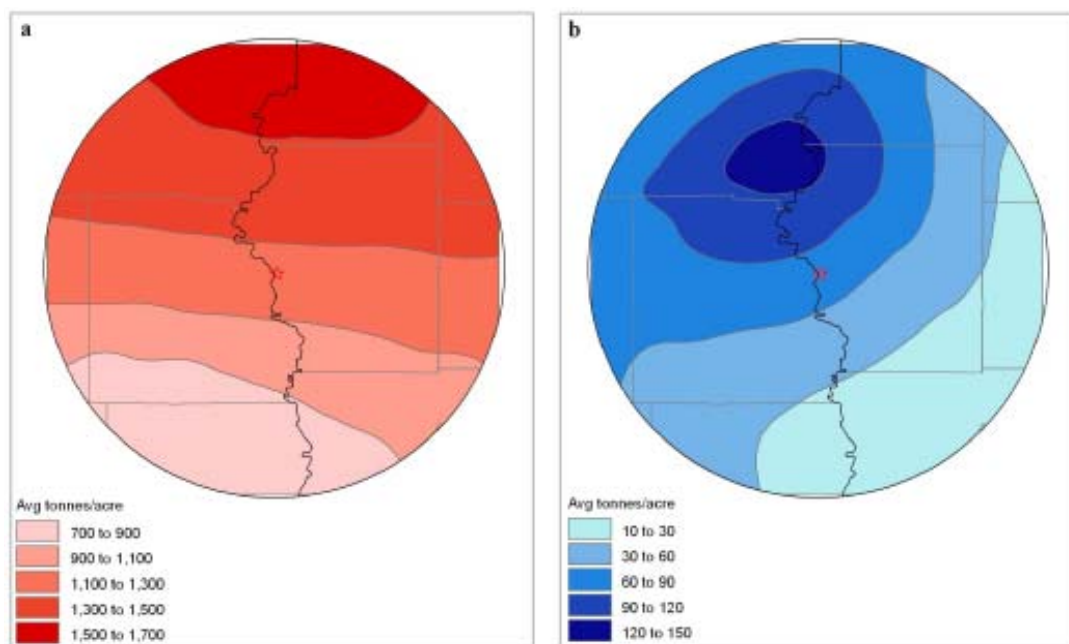 a
Avg tonnes/acre
700 to 900
900 to 1,100
1,100 to 1,300
1,300 to 1,500
1,500 to 1,700
b
Avg tonnes/acre
10 to 30
30 to 60
60 to 90
90 to 120
120 to 150